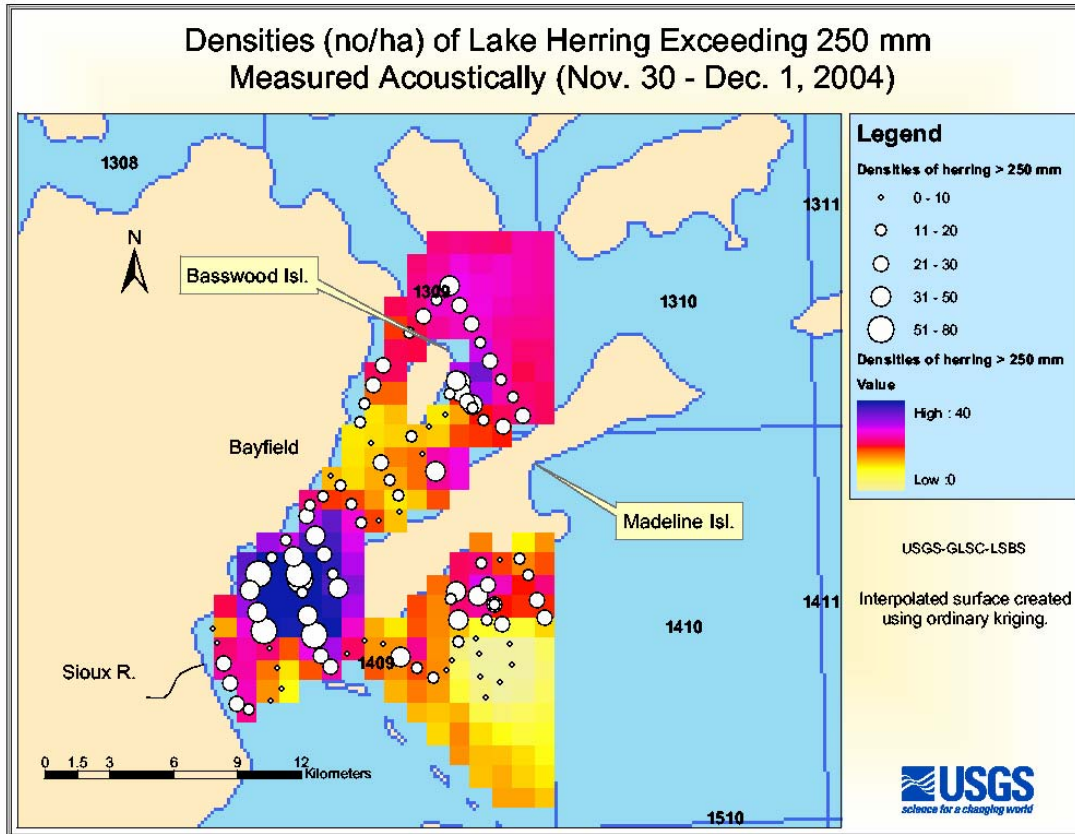 Densities (no/ha) of Lake Herring Exceeding 250 mm
Measured Acoustically (Nov. 30 - Dec. 1, 2004)
1308
N
Basswood Isl.
1309
1310
1311
Bayfield
Madeline Isl.
1411
1410
1409
Sioux R.
0 1.5 3 6 9 12
Kilometers
1510
Legend
Densities of herring > 250 mm
0 - 10
11 - 20
21 - 30
31 - 50
51 - 80
Densities of herring > 250 mm
Value
High : 40
Low :0
USGS-GLSC-LSBS
Interpolated surface created
using ordinary kriging.
USGS
science for a changing world